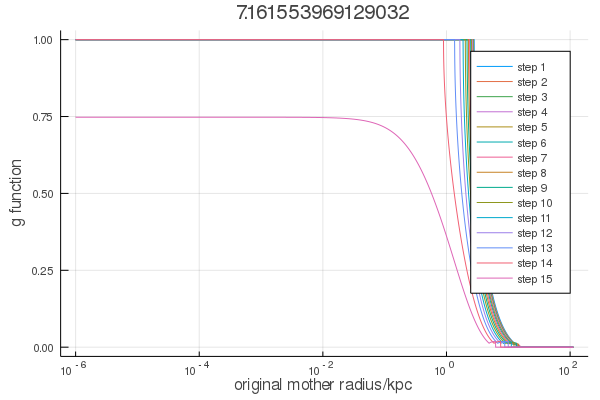 7.161553969129032
g function
1.00
0.75
0.50
0.25
0.00
step 1
step 2
step 3
step 4
step 5
step 6
step 7
step 8
step 9
step 10
step 11
step 12
step 13
step 14
step 15
10⁻⁶ 10⁻⁴ 10⁻² 10⁰ 10²
original mother radius/kpc